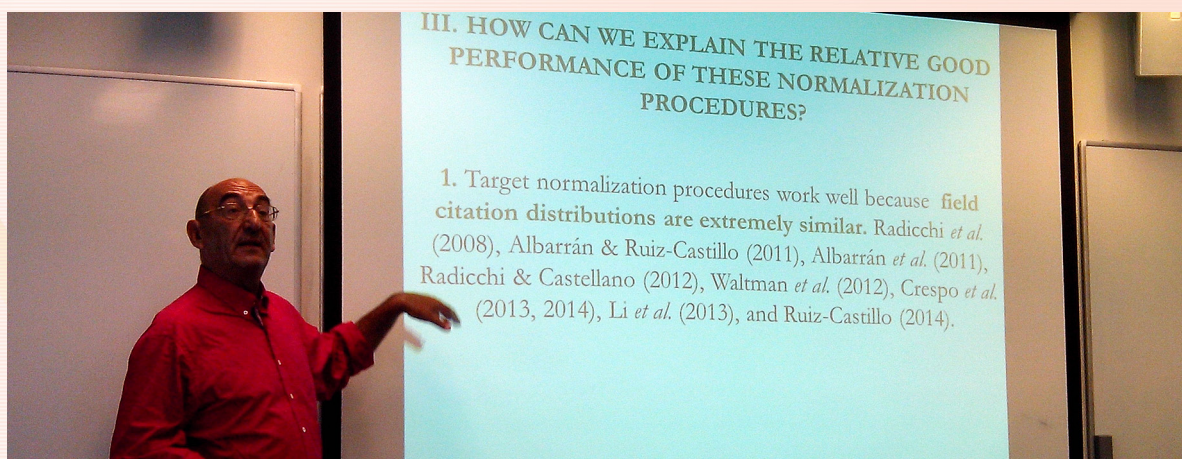 III. HOW CAN WE EXPLAIN THE RELATIVE GOOD
PERFORMANCE OF THESE NORMALIZATION
PROCEDURES?
1. Target normalization procedures work well because field
citation distributions are extremely similar. Radicchi et al.
(2008), Albarrán & Ruiz-Castillo (2011), Albarrán et al. (2011),
Radicchi & Castellano (2012), Waltman et al. (2012), Crespo et al.
(2013, 2014), Li et al. (2013), and Ruiz-Castillo (2014).